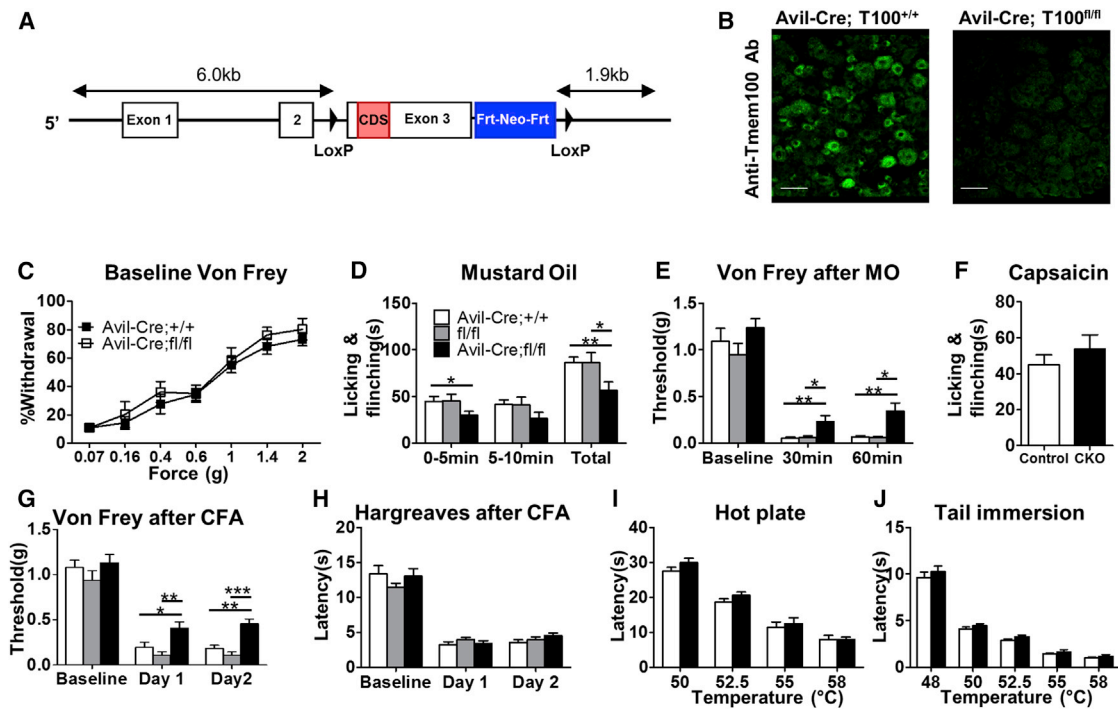 A
6.0kb
1.9kb
5’
Exon 1
2
CDS
Exon 3
Frt-Neo-Frt
LoxP
LoxP
B
Avil-Cre; T100+/+
Avil-Cre; T100fl/fl
Anti-Tmem100 Ab
C
Baseline Von Frey
%Withdrawal
100
80
60
40
20
0
Avil-Cre;+/+
Avil-Cre;fl/fl
0.07 0.16 0.4 0.6 1 1.4 2
Force (g)
D
Mustard Oil
Licking &
flinching(s)
150
100
50
0
Avil-Cre;+/+
fl/fl
Avil-Cre;fl/fl
*
*
**
0-5min 5-10min Total
E
Von Frey after MO
Threshold(g)
1.5
1.0
0.5
0.0
*
**
*
**
Baseline 30min 60min
F
Capsaicin
Licking &
flinching(s)
80
60
40
20
0
Control CKO
G
Von Frey after CFA
Threshold(g)
1.5
1.0
0.5
0.0
**
*
***
**
Baseline Day 1 Day2
H
Hargreaves after CFA
Latency(s)
20
15
10
5
0
Baseline Day 1 Day 2
I
Hot plate
Latency(s)
40
30
20
10
0
50 52.5 55 58
Temperature (°C)
J
Tail immersion
Latency(s)
15
10
5
0
48 50 52.5 55 58
Temperature (°C)